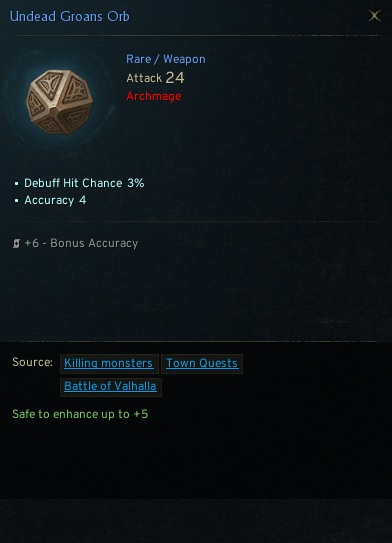 Undead Groans Orb
Rare / Weapon
Attack 24
Archmage
• Debuff Hit Chance 3%
• Accuracy 4
+6 - Bonus Accuracy
Source: Killing monsters Town Quests
Battle of Valhalla
Safe to enhance up to +5